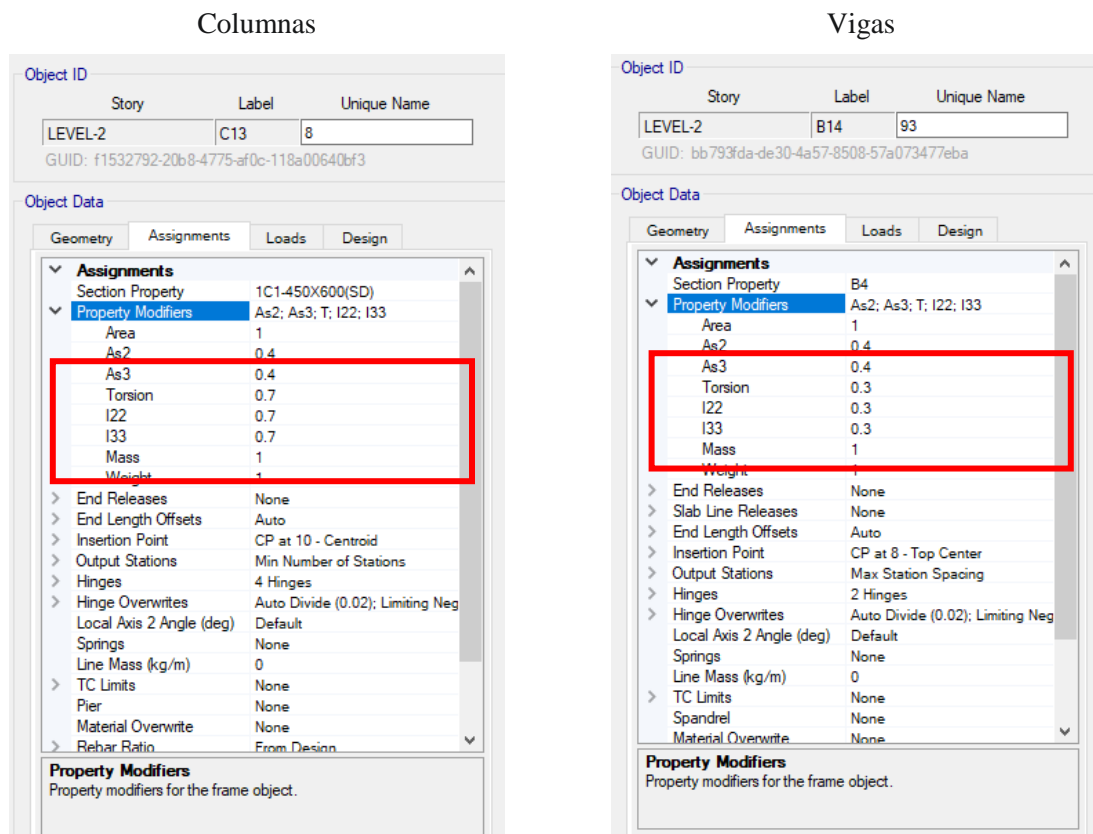 Columnas
Object ID
Story Label Unique Name
LEVEL-2 C13 8
GUID: f1532792-20b8-4775-af0c-118a00640bf3
Object Data
Geometry Assignments Loads Design
Assignments
Section Property 1C1-450X600(SD)
Property Modifiers As2; As3; T; I22; I33
Area 1
As2 0.4
As3 0.4
Torsion 0.7
I22 0.7
I33 0.7
Mass 1
Weight 1
End Releases None
End Length Offsets Auto
Insertion Point CP at 10 - Centroid
Output Stations Min Number of Stations
Hinges 4 Hinges
Hinge Overwrites Auto Divide (0.02); Limiting Neg
Local Axis 2 Angle (deg) Default
Springs None
Line Mass (kg/m) 0
TC Limits None
Pier None
Material Overwrite None
Rebar Ratio From Design
Property Modifiers
Property modifiers for the frame object.
Vigas
Object ID
Story Label Unique Name
LEVEL-2 B14 93
GUID: bb793fda-de30-4a57-8508-57a073477eba
Object Data
Geometry Assignments Loads Design
Assignments
Section Property B4
Property Modifiers As2; As3; T; I22; I33
Area 1
As2 0.4
As3 0.4
Torsion 0.3
I22 0.3
I33 0.3
Mass 1
Weight 1
End Releases None
Slab Line Releases None
End Length Offsets Auto
Insertion Point CP at 8 - Top Center
Output Stations Max Station Spacing
Hinges 2 Hinges
Hinge Overwrites Auto Divide (0.02); Limiting Neg
Local Axis 2 Angle (deg) Default
Springs None
Line Mass (kg/m) 0
TC Limits None
Spandrel None
Material Overwrite None
Property Modifiers
Property modifiers for the frame object.